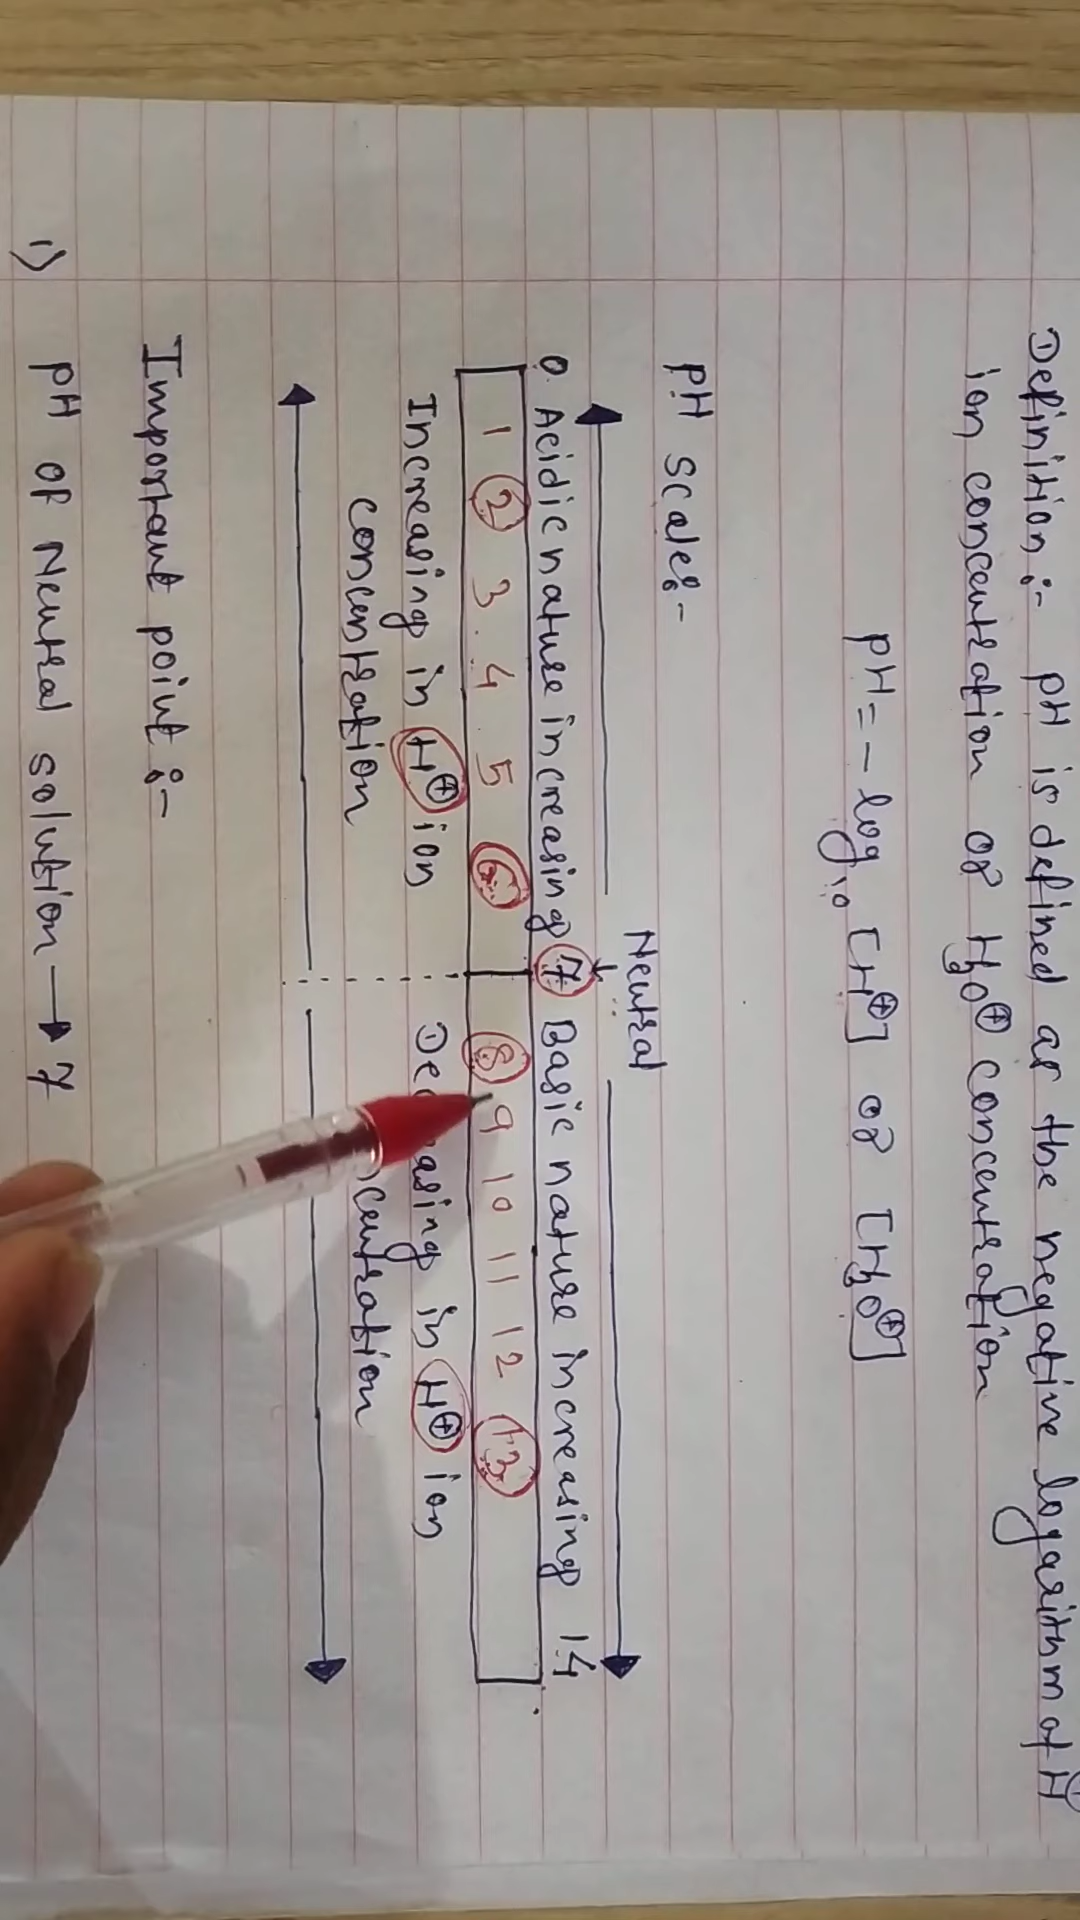 Definition:- pH is defined as the negative logarithm of H⊕
ion concentration or H₃O⊕ concentration
pH = - log₁₀ [H⊕] or [H₃O⊕]
pH scale:-
Neutral
0 Acidic nature increasing 7 Basic nature increasing 14
1 2 3 4 5 6 8 9 10 11 12 13
Increasing in H⊕ ion in H⊕ ion
concentration
Important point :-
1) pH of Neutral solution → 7